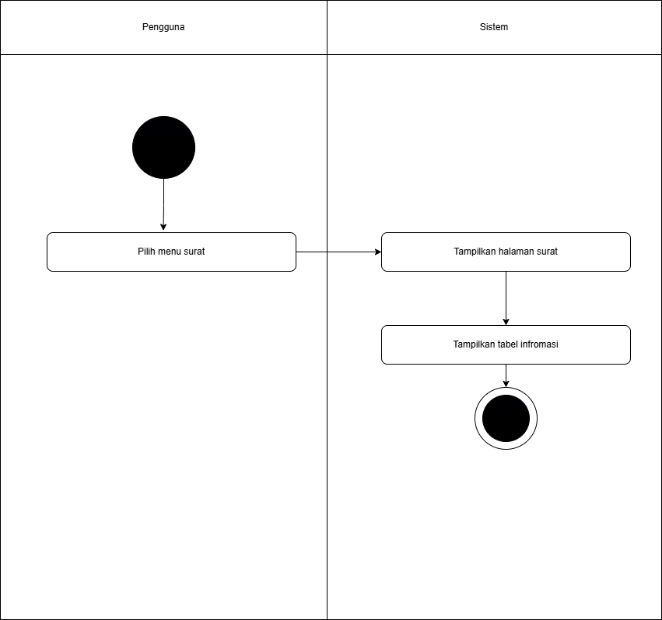 Pengguna
Sistem
Pilih menu surat
Tampilkan halaman surat
Tampilkan tabel infromasi